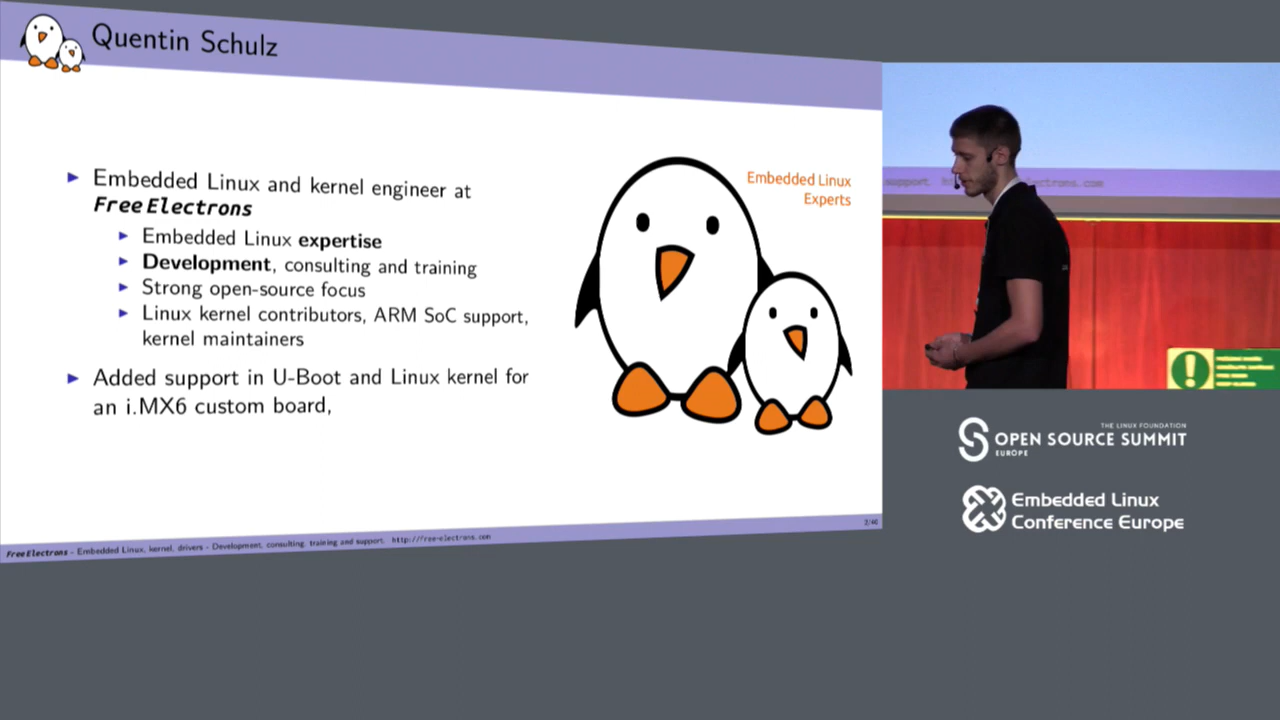 Quentin Schulz
Embedded Linux and kernel engineer at
Free Electrons
Embedded Linux expertise
Development, consulting and training
Strong open-source focus
Linux kernel contributors, ARM SoC support,
kernel maintainers
Added support in U-Boot and Linux kernel for
an i.MX6 custom board,
Embedded Linux
Experts
Free Electrons - Embedded Linux, kernel, drivers - Development, consulting, training and support. http://free-electrons.com
2/46
support
ectrons.com
THE LINUX FOUNDATION
OPEN SOURCE SUMMIT
EUROPE
Embedded Linux
Conference Europe